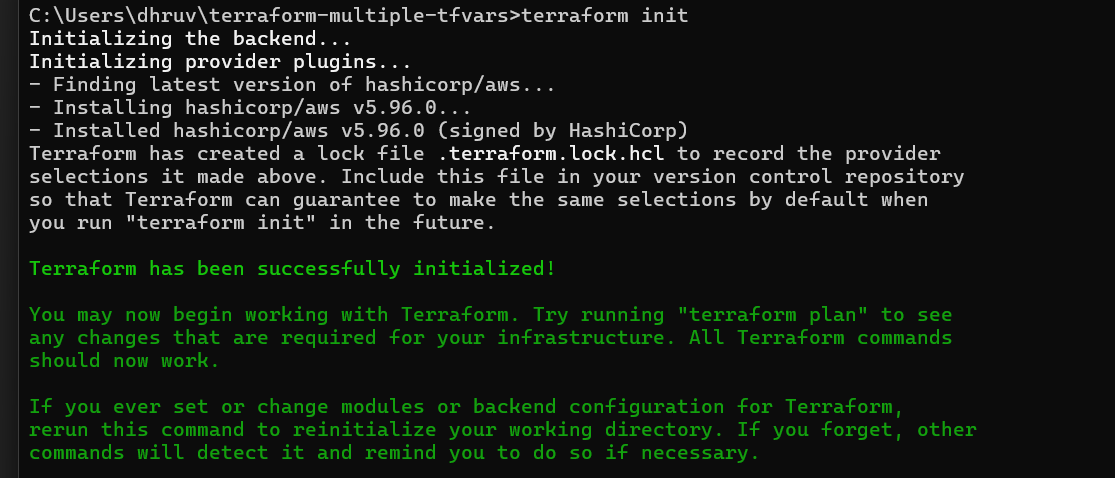 C:\Users\dhruv\terraform-multiple-tfvars>terraform init
Initializing the backend...
Initializing provider plugins...
- Finding latest version of hashicorp/aws...
- Installing hashicorp/aws v5.96.0...
- Installed hashicorp/aws v5.96.0 (signed by HashiCorp)
Terraform has created a lock file .terraform.lock.hcl to record the provider
selections it made above. Include this file in your version control repository
so that Terraform can guarantee to make the same selections by default when
you run "terraform init" in the future.
Terraform has been successfully initialized!
You may now begin working with Terraform. Try running "terraform plan" to see
any changes that are required for your infrastructure. All Terraform commands
should now work.
If you ever set or change modules or backend configuration for Terraform,
rerun this command to reinitialize your working directory. If you forget, other
commands will detect it and remind you to do so if necessary.